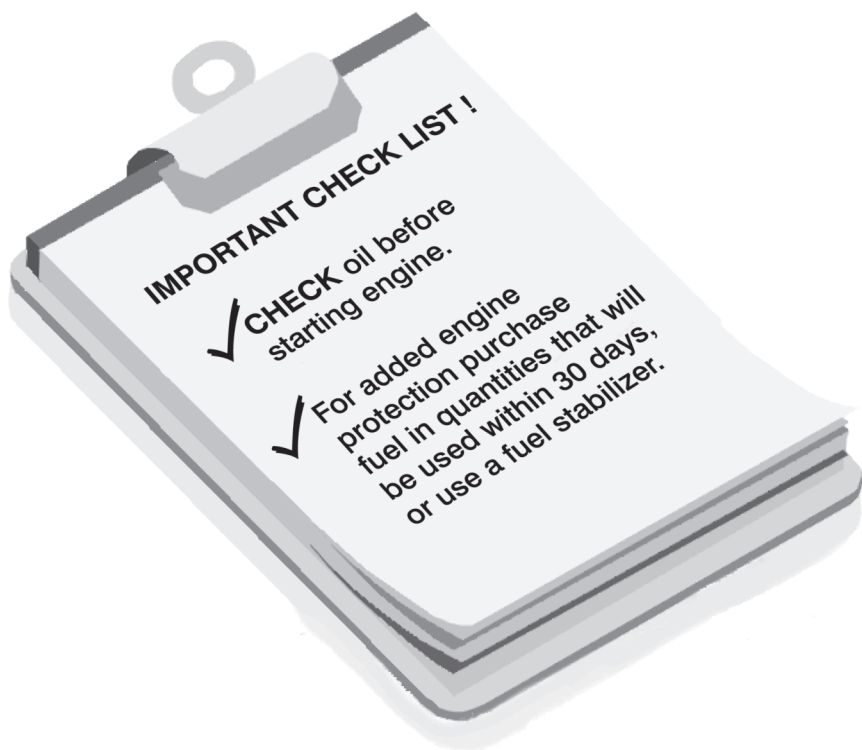 IMPORTANT CHECK LIST !
CHECK oil before
starting engine.
For added engine
protection purchase
fuel in quantities that will
be used within 30 days,
or use a fuel stabilizer.